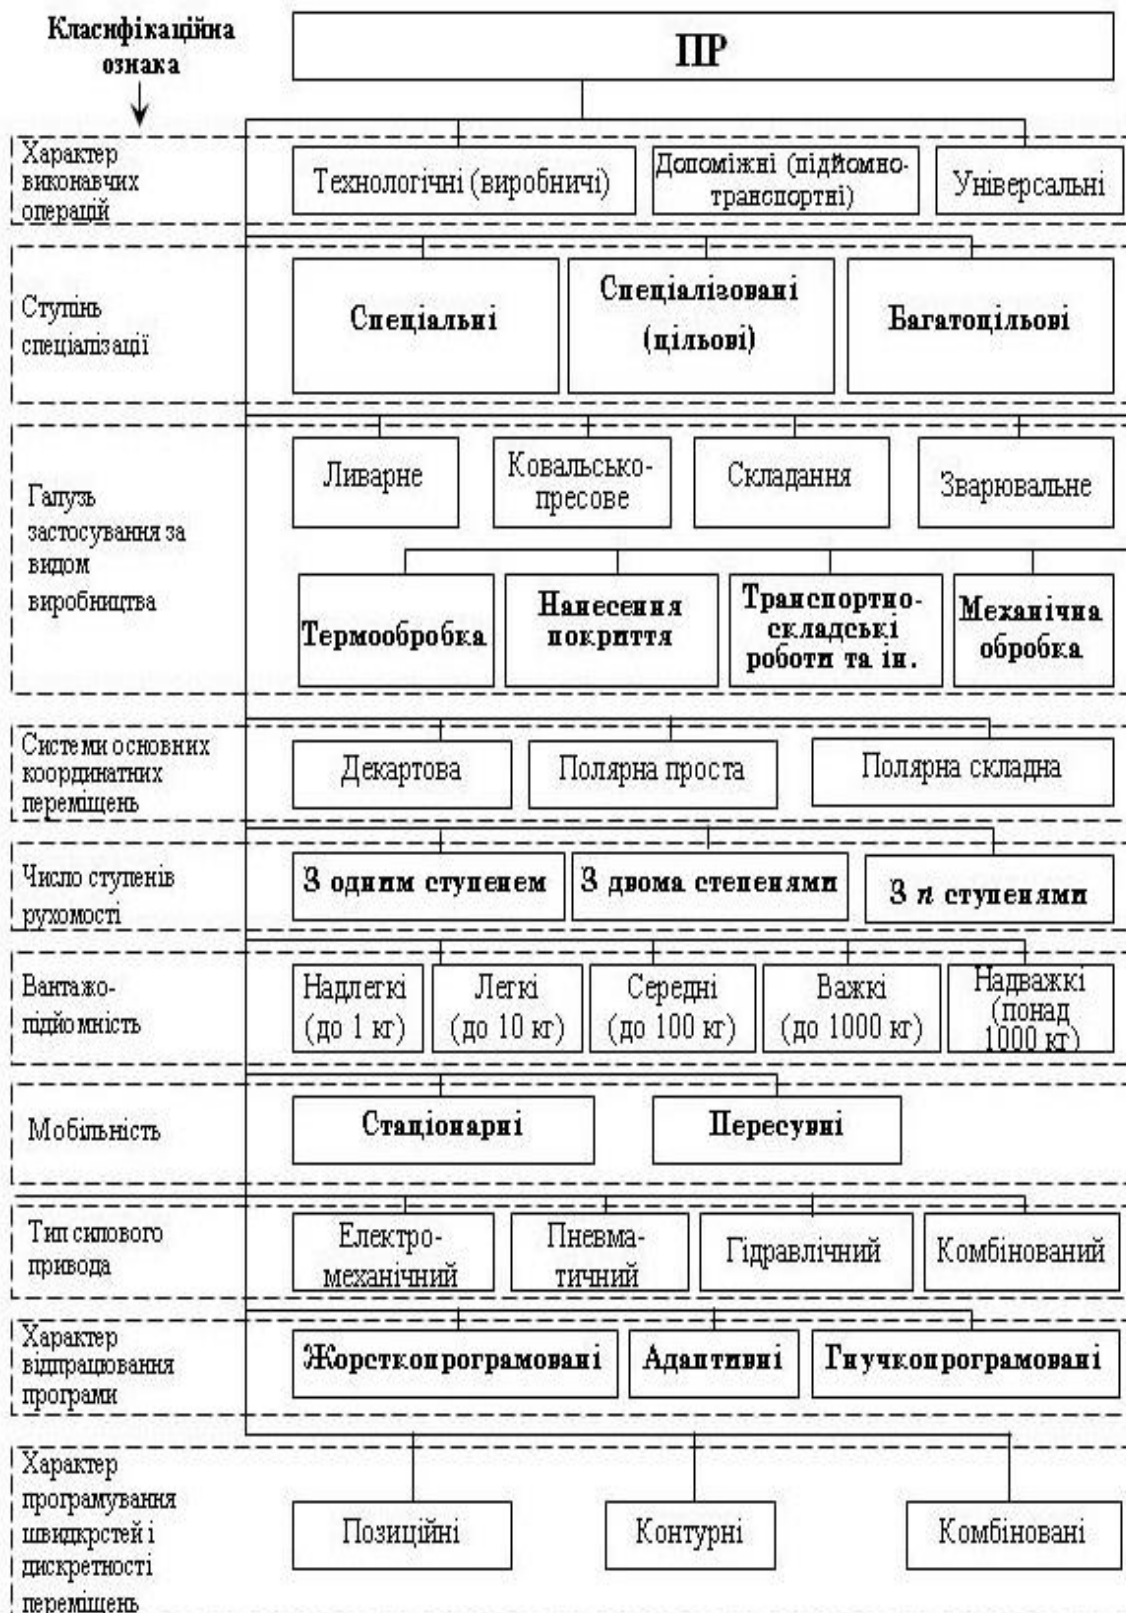 Класифікаційна
ознака
ПР
Характер
виконавчих
операцій
Технологічні (виробничі)
Допоміжні (підйомно-
транспортні)
Універсальні
Ступінь
спеціалізації
Спеціальні
Спеціалізовані
(цільові)
Багатоцільові
Галузь
застосування за
видом
виробництва
Ливарне
Ковальсько-
пресове
Складання
Зварювальне
Термообробка
Нанесення
покриття
Транспортно-
складські
роботи та ін.
Механічна
обробка
Системи основних
координатних
переміщень
Декартова
Полярна проста
Полярна складна
Число ступенів
рухомості
З одним ступенем
З двома степенями
З n ступенями
Вантажо-
підйомність
Надлегкі
(до 1 кг)
Легкі
(до 10 кг)
Середні
(до 100 кг)
Важкі
(до 1000 кг)
Надважкі
(понад
1000 кг)
Мобільність
Стаціонарні
Пересувні
Тип силового
привода
Електро-
механічний
Пневма-
тичний
Гідравлічний
Комбінований
Характер
відпрацювання
програми
Жорсткопрограмовані
Адаптивні
Гнучкопрограмовані
Характер
програмування
швидкрстей і
дискретності
переміщень
Позиційні
Контурні
Комбіновані